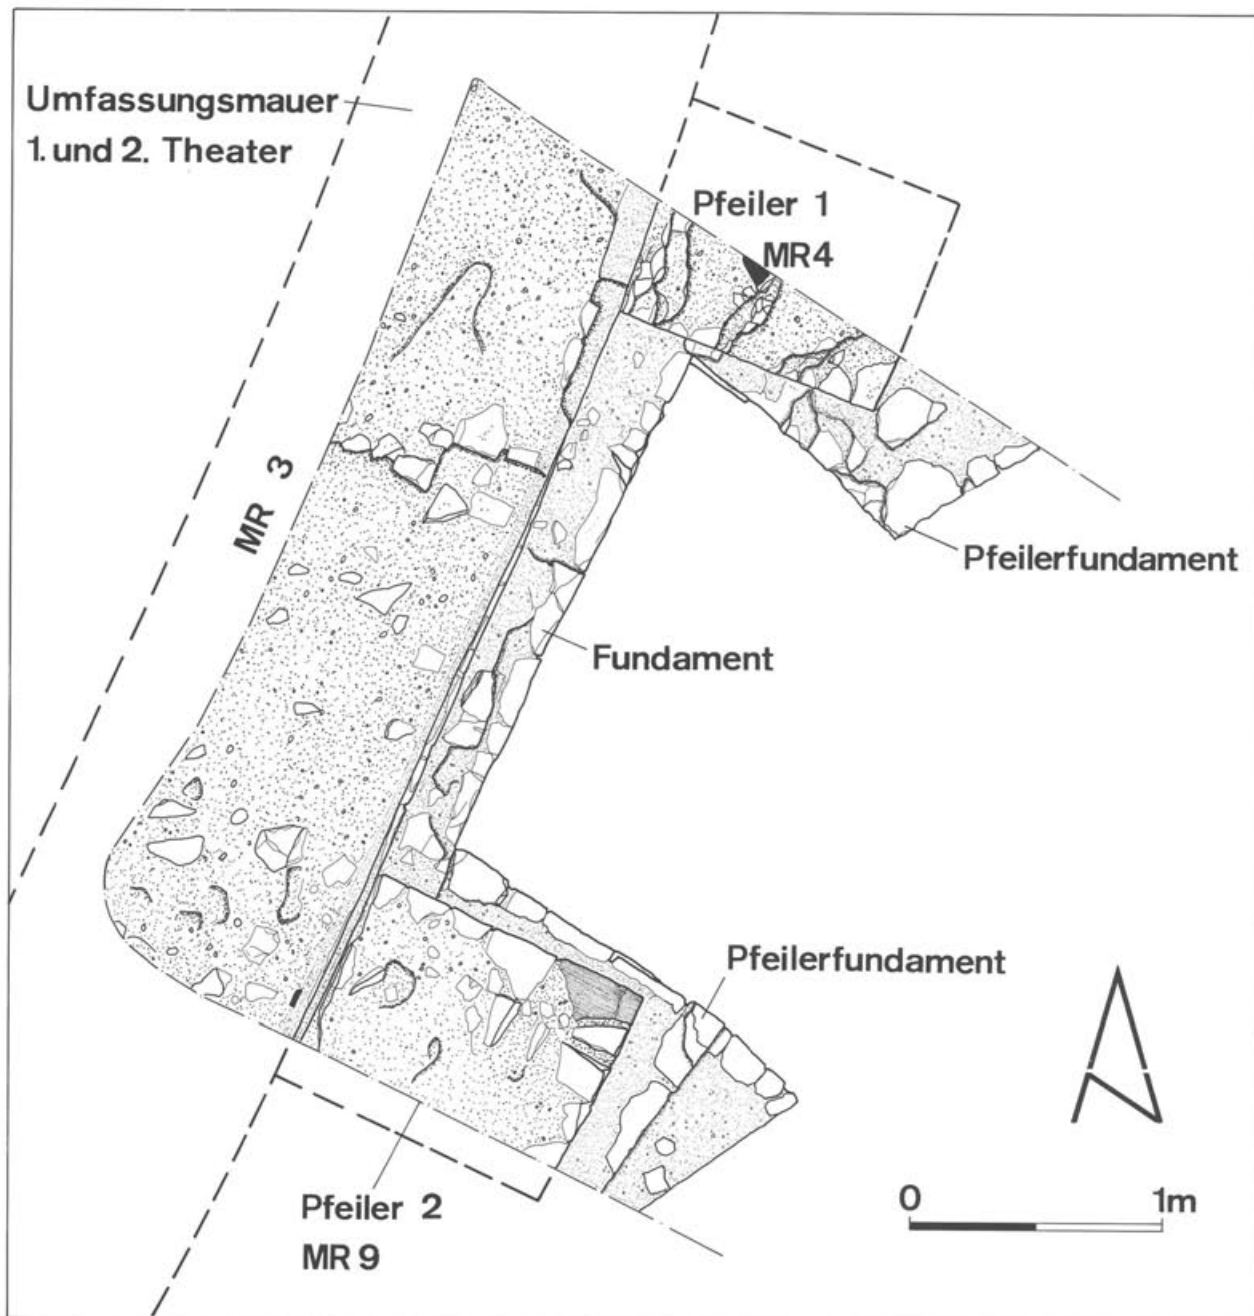 Umfassungsmauer
1. und 2. Theater
Pfeiler 1
MR4
MR 3
Pfeilerfundament
Fundament
Pfeilerfundament
Pfeiler 2
MR 9
0 1m